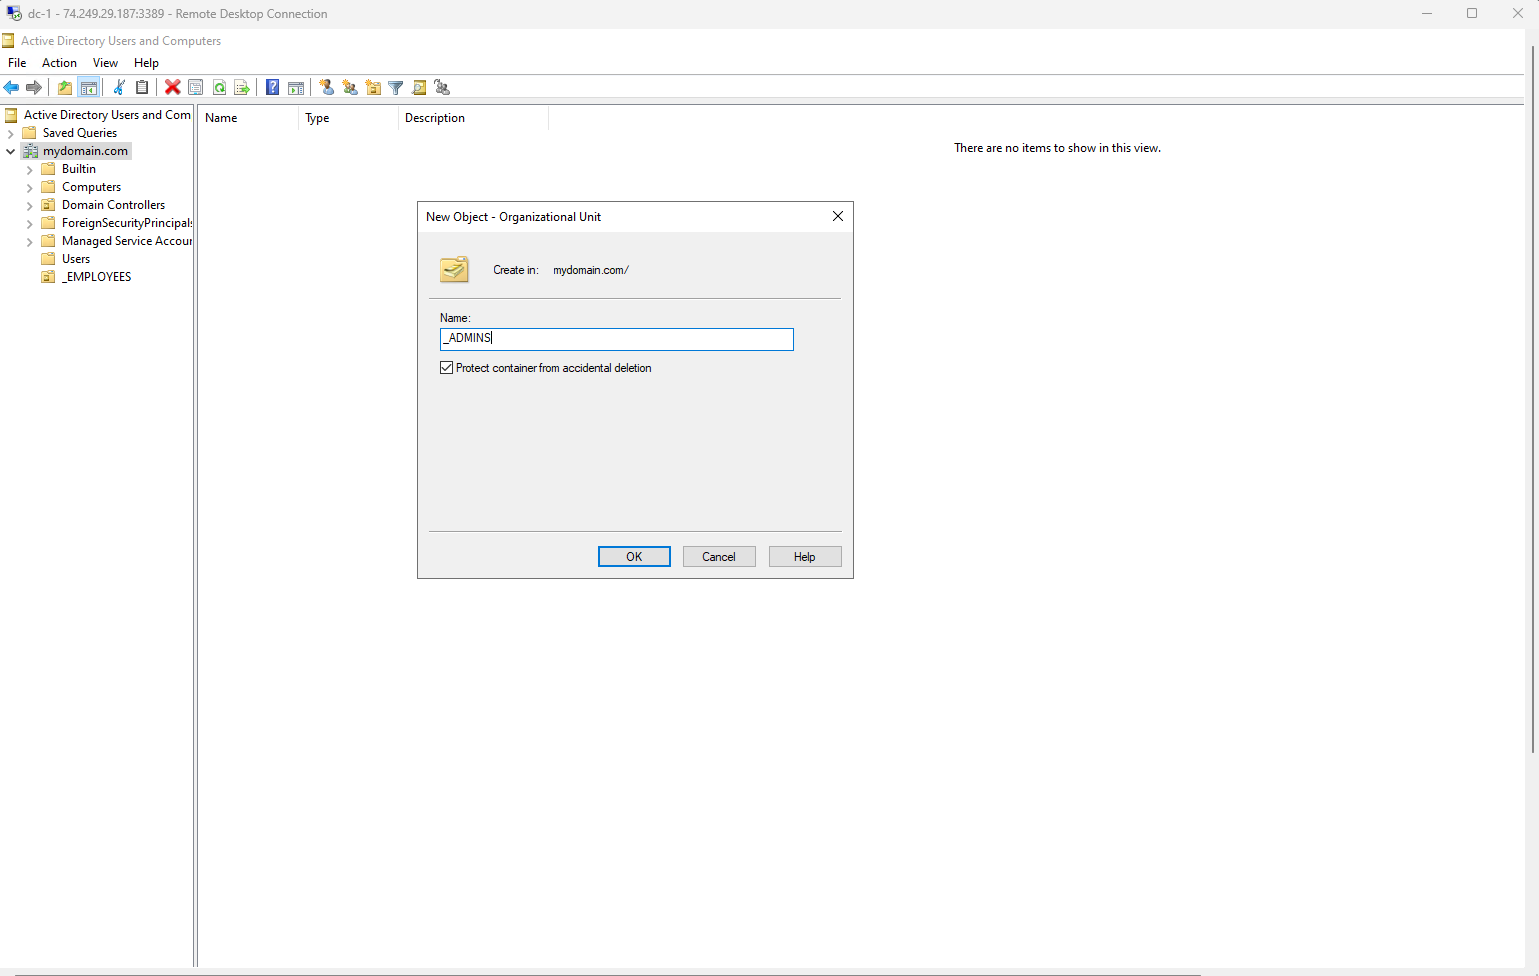 dc-1 - 74.249.29.187:3389 - Remote Desktop Connection
Active Directory Users and Computers
File Action View Help
Active Directory Users and Com
Saved Queries
mydomain.com
Builtin
Computers
Domain Controllers
ForeignSecurityPrincipals
Managed Service Accour
Users
_EMPLOYEES
Name Type Description
There are no items to show in this view.
New Object - Organizational Unit
Create in: mydomain.com/
Name:
_ADMINS
Protect container from accidental deletion
OK Cancel Help